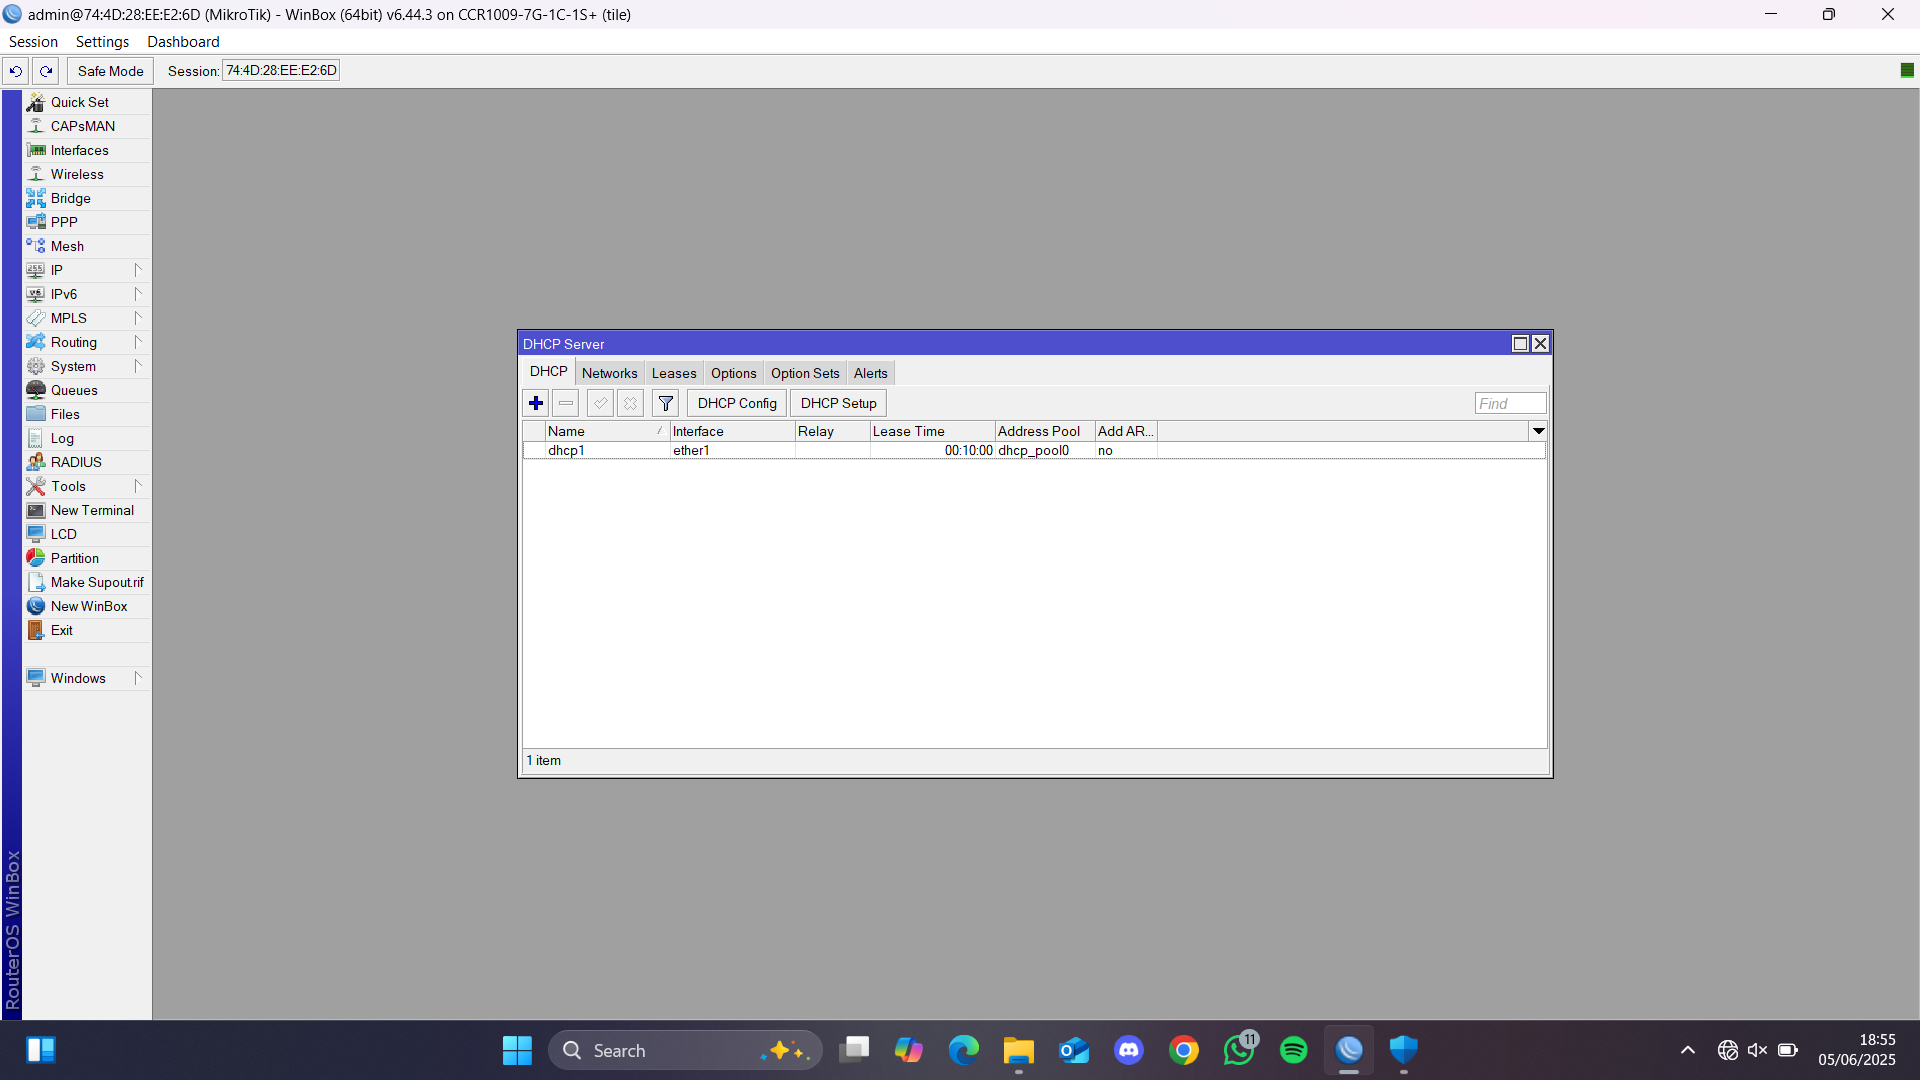 admin@74:4D:28:EE:E2:6D (MikroTik) - WinBox (64bit) v6.44.3 on CCR1009-7G-1C-1S+ (tile)
Session Settings Dashboard
Safe Mode Session: 74:4D:28:EE:E2:6D
Quick Set
CAPsMAN
Interfaces
Wireless
Bridge
PPP
Mesh
IP
IPv6
MPLS
Routing
System
Queues
Files
Log
RADIUS
Tools
New Terminal
LCD
Partition
Make Supout.rif
New WinBox
Exit
Windows
RouterOS WinBox
DHCP Server
DHCP Networks Leases Options Option Sets Alerts
DHCP Config DHCP Setup Find
Name Interface Relay Lease Time Address Pool Add AR...
dhcp1 ether1 00:10:00 dhcp_pool0 no
1 item
Search 11 18:55
05/06/2025